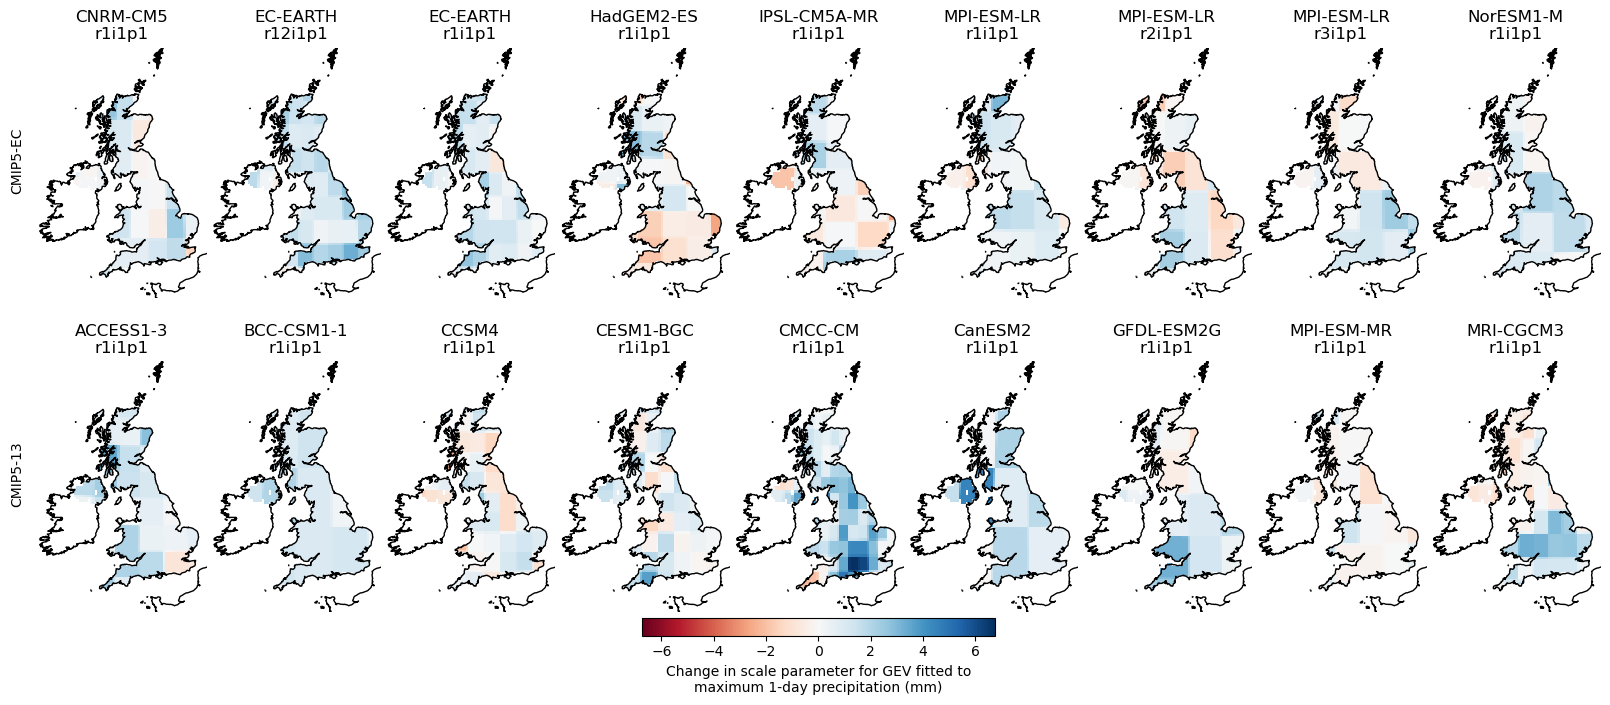 CNRM-CM5 EC-EARTH EC-EARTH HadGEM2-ES IPSL-CM5A-MR MPI-ESM-LR MPI-ESM-LR MPI-ESM-LR NorESM1-M
r1i1p1 r12i1p1 r1i1p1 r1i1p1 r1i1p1 r1i1p1 r2i1p1 r3i1p1 r1i1p1
CMIP5-EC
ACCESS1-3 BCC-CSM1-1 CCSM4 CESM1-BGC CMCC-CM CanESM2 GFDL-ESM2G MPI-ESM-MR MRI-CGCM3
r1i1p1 r1i1p1 r1i1p1 r1i1p1 r1i1p1 r1i1p1 r1i1p1 r1i1p1 r1i1p1
CMIP5-13
−6 −4 −2 0 2 4 6
Change in scale parameter for GEV fitted to
maximum 1-day precipitation (mm)